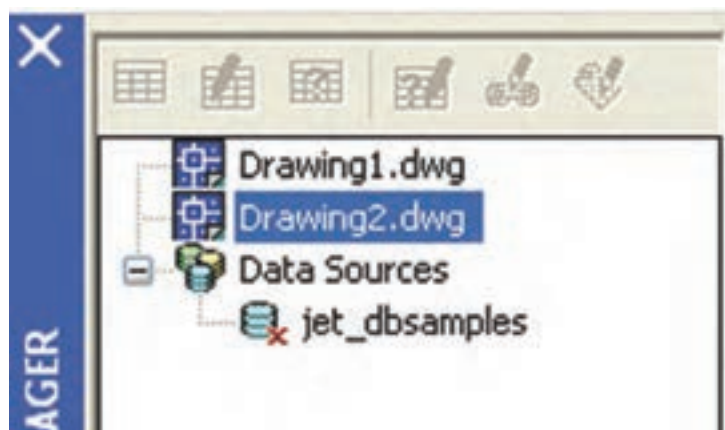 Drawing1.dwg
Drawing2.dwg
Data Sources
jet_dbsamples
AGER